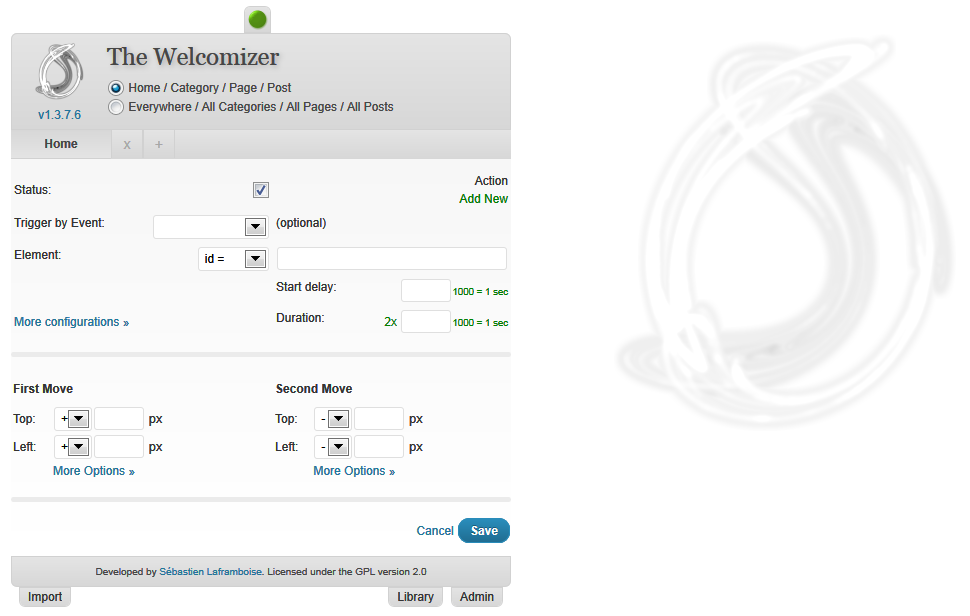 The Welcomizer
Home / Category / Page / Post
Everywhere / All Categories / All Pages / All Posts
v1.3.7.6
Home x +
Status: Action
Add New
Trigger by Event: (optional)
Element: id =
Start delay: 1000 = 1 sec
More configurations » Duration: 2x 1000 = 1 sec
First Move Second Move
Top: + px Top: - px
Left: + px Left: - px
More Options » More Options »
Cancel Save
Developed by Sébastien Laframboise. Licensed under the GPL version 2.0
Import Library Admin